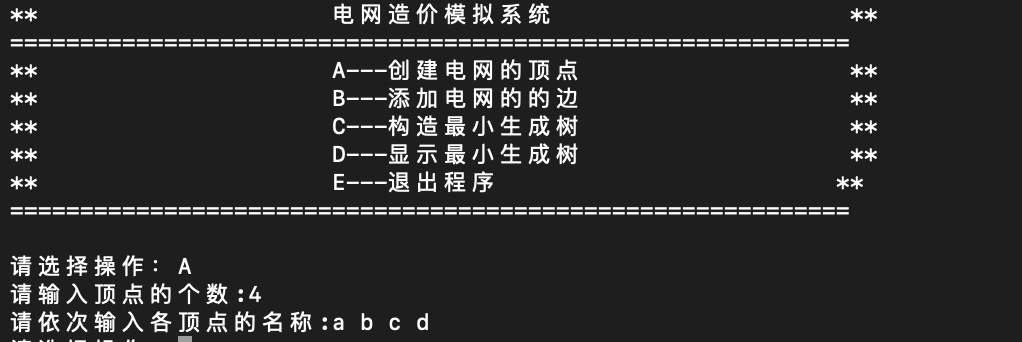 ** 电网造价模拟系统 **
============================================================
** A---创建电网的顶点 **
** B---添加电网的的边 **
** C---构造最小生成树 **
** D---显示最小生成树 **
** E---退出程序 **
============================================================
请选择操作: A
请输入顶点的个数:4
请依次输入各顶点的名称:a b c d